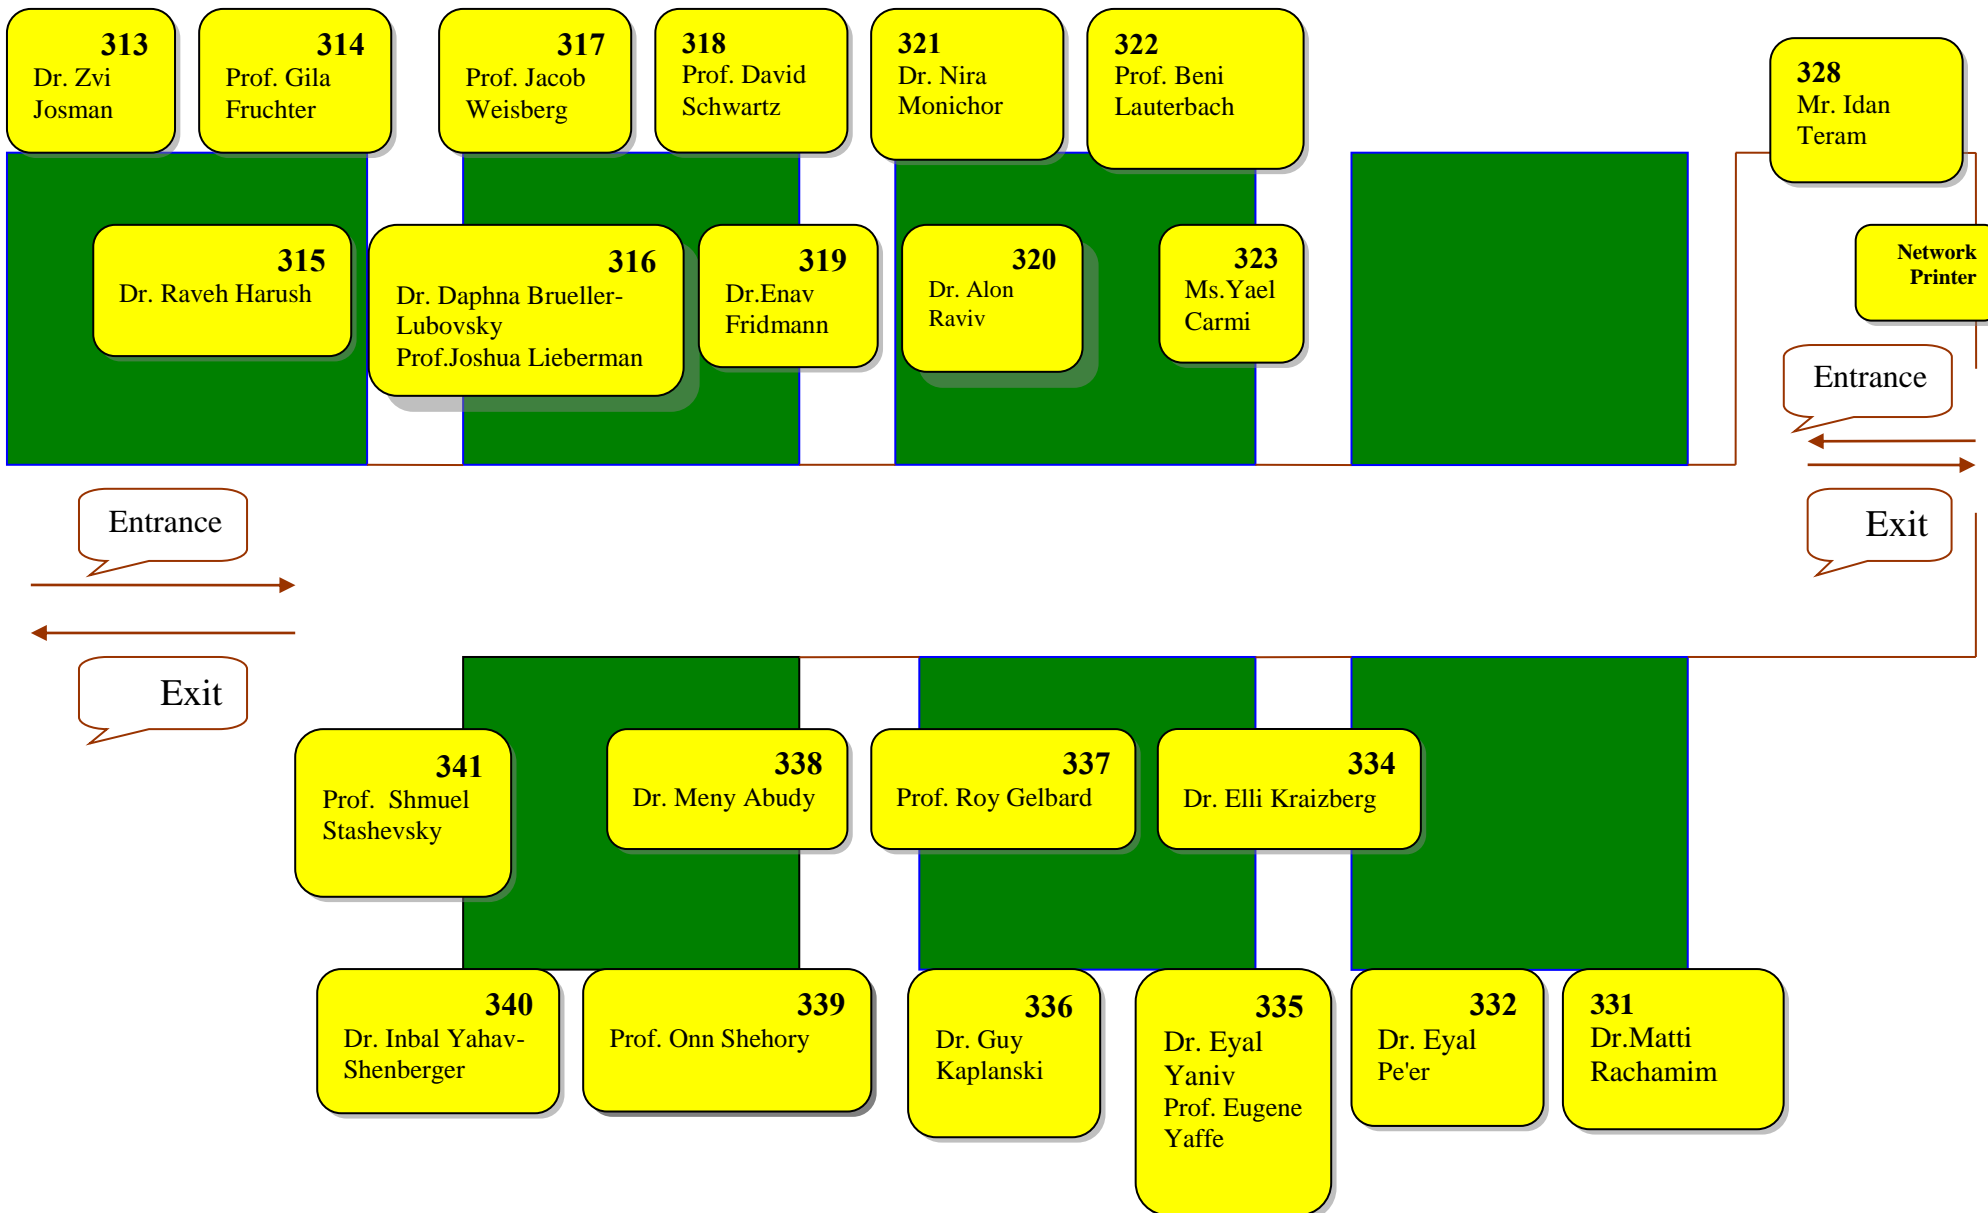 313
Dr. Zvi
Josman
314
Prof. Gila
Fruchter
317
Prof. Jacob
Weisberg
318
Prof. David
Schwartz
321
Dr. Nira
Monichor
322
Prof. Beni
Lauterbach
328
Mr. Idan
Teram
315
Dr. Raveh Harush
316
Dr. Daphna Brueller-
Lubovsky
Prof.Joshua Lieberman
319
Dr.Enav
Fridmann
320
Dr. Alon
Raviv
323
Ms.Yael
Carmi
Network
Printer
Entrance
Exit
Entrance
Exit
341
Prof. Shmuel
Stashevsky
338
Dr. Meny Abudy
337
Prof. Roy Gelbard
334
Dr. Elli Kraizberg
340
Dr. Inbal Yahav-
Shenberger
339
Prof. Onn Shehory
336
Dr. Guy
Kaplanski
335
Dr. Eyal
Yaniv
Prof. Eugene
Yaffe
332
Dr. Eyal
Pe'er
331
Dr.Matti
Rachamim